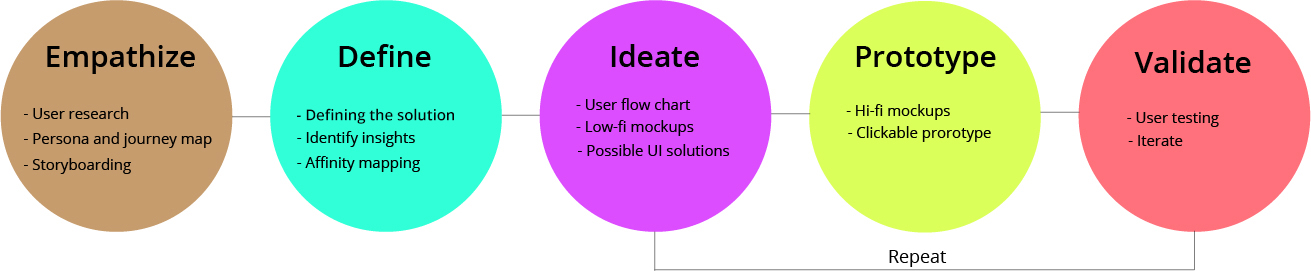 Empathize
- User research
- Persona and journey map
- Storyboarding
Define
- Defining the solution
- Identify insights
- Affinity mapping
Ideate
- User flow chart
- Low-fi mockups
- Possible UI solutions
Prototype
- Hi-fi mockups
- Clickable prorotype
Validate
- User testing
- Iterate
Repeat